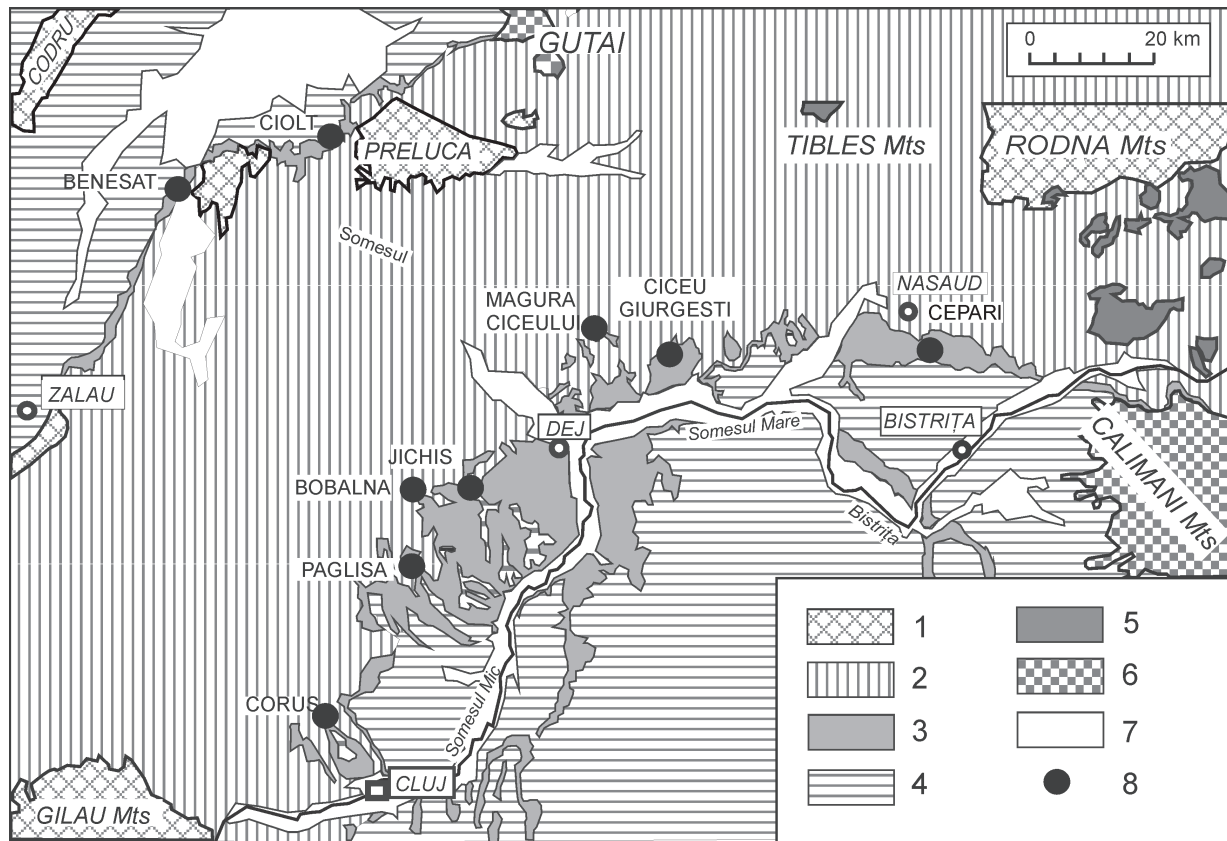 CODRU
GUTAI
0 20 km
CIOLT
PRELUCA
TIBLES Mts
RODNA Mts
BENESAT
Somesul
MAGURA
CICEULUI
CICEU
GIURGESTI
NASAUD
CEPARI
ZALAU
DEJ
Somesul Mare
BISTRIȚA
CALIMANI Mts
JICHIS
BOBALNA
Bistrița
PAGLISA
CORUS
Somesul Mic
CLUJ
GILAU Mts
1
2
3
4
5
6
7
8